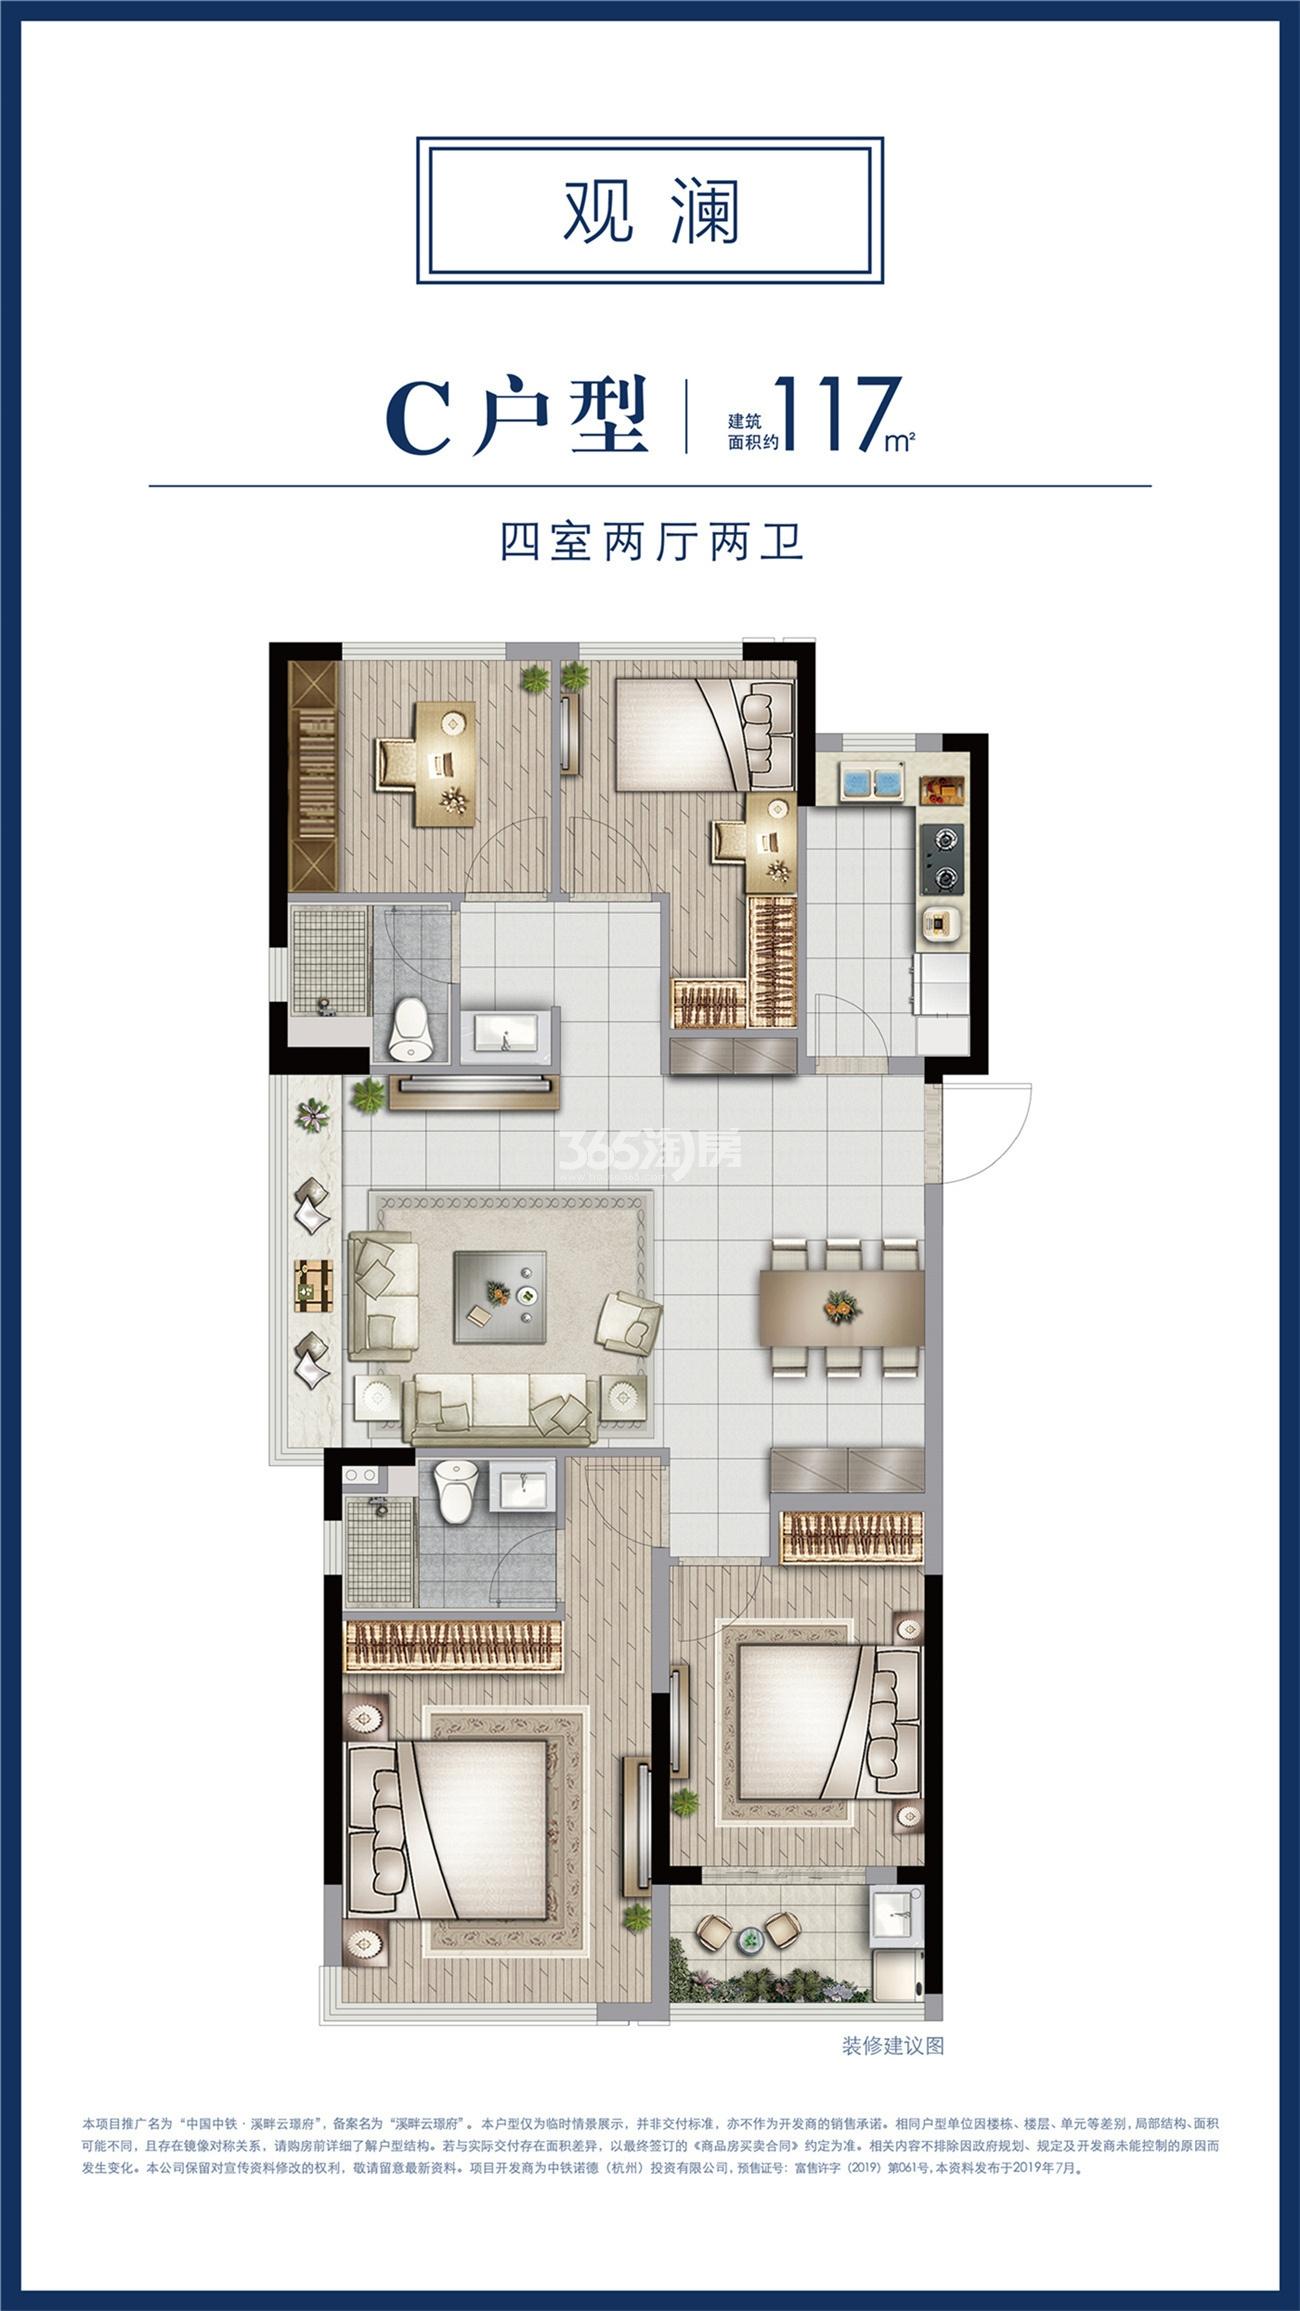 观澜
C户型
建筑
面积约
117m²
四室两厅两卫
365淘房
www.house365.com
装修建议图
本项目推广名为“中国中铁·溪畔云璟府”，备案名为“溪畔云璟府”。本户型仅为临时情景展示，并非交付标准，亦不作为开发商的销售承诺。相同户型单位因楼栋、楼层、单元等差别，局部结构、面积
可能不同，且存在镜像对称关系，请购房前详细了解户型结构。若与实际交付存在面积差异，以最终签订的《商品房买卖合同》约定为准。相关内容不排除因政府规划、规定及开发商未能控制的原因而
发生变化。本公司保留对宣传资料修改的权利，敬请留意最新资料。项目开发商为中铁诺德（杭州）投资有限公司，预售证号：富售许字（2019）第061号，本资料发布于2019年7月。